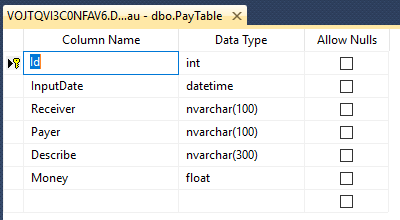 VOJTQVI3C0NFAV6.D...au - dbo.PayTable
Column Name Data Type Allow Nulls
Id int
InputDate datetime
Receiver nvarchar(100)
Payer nvarchar(100)
Describe nvarchar(300)
Money float